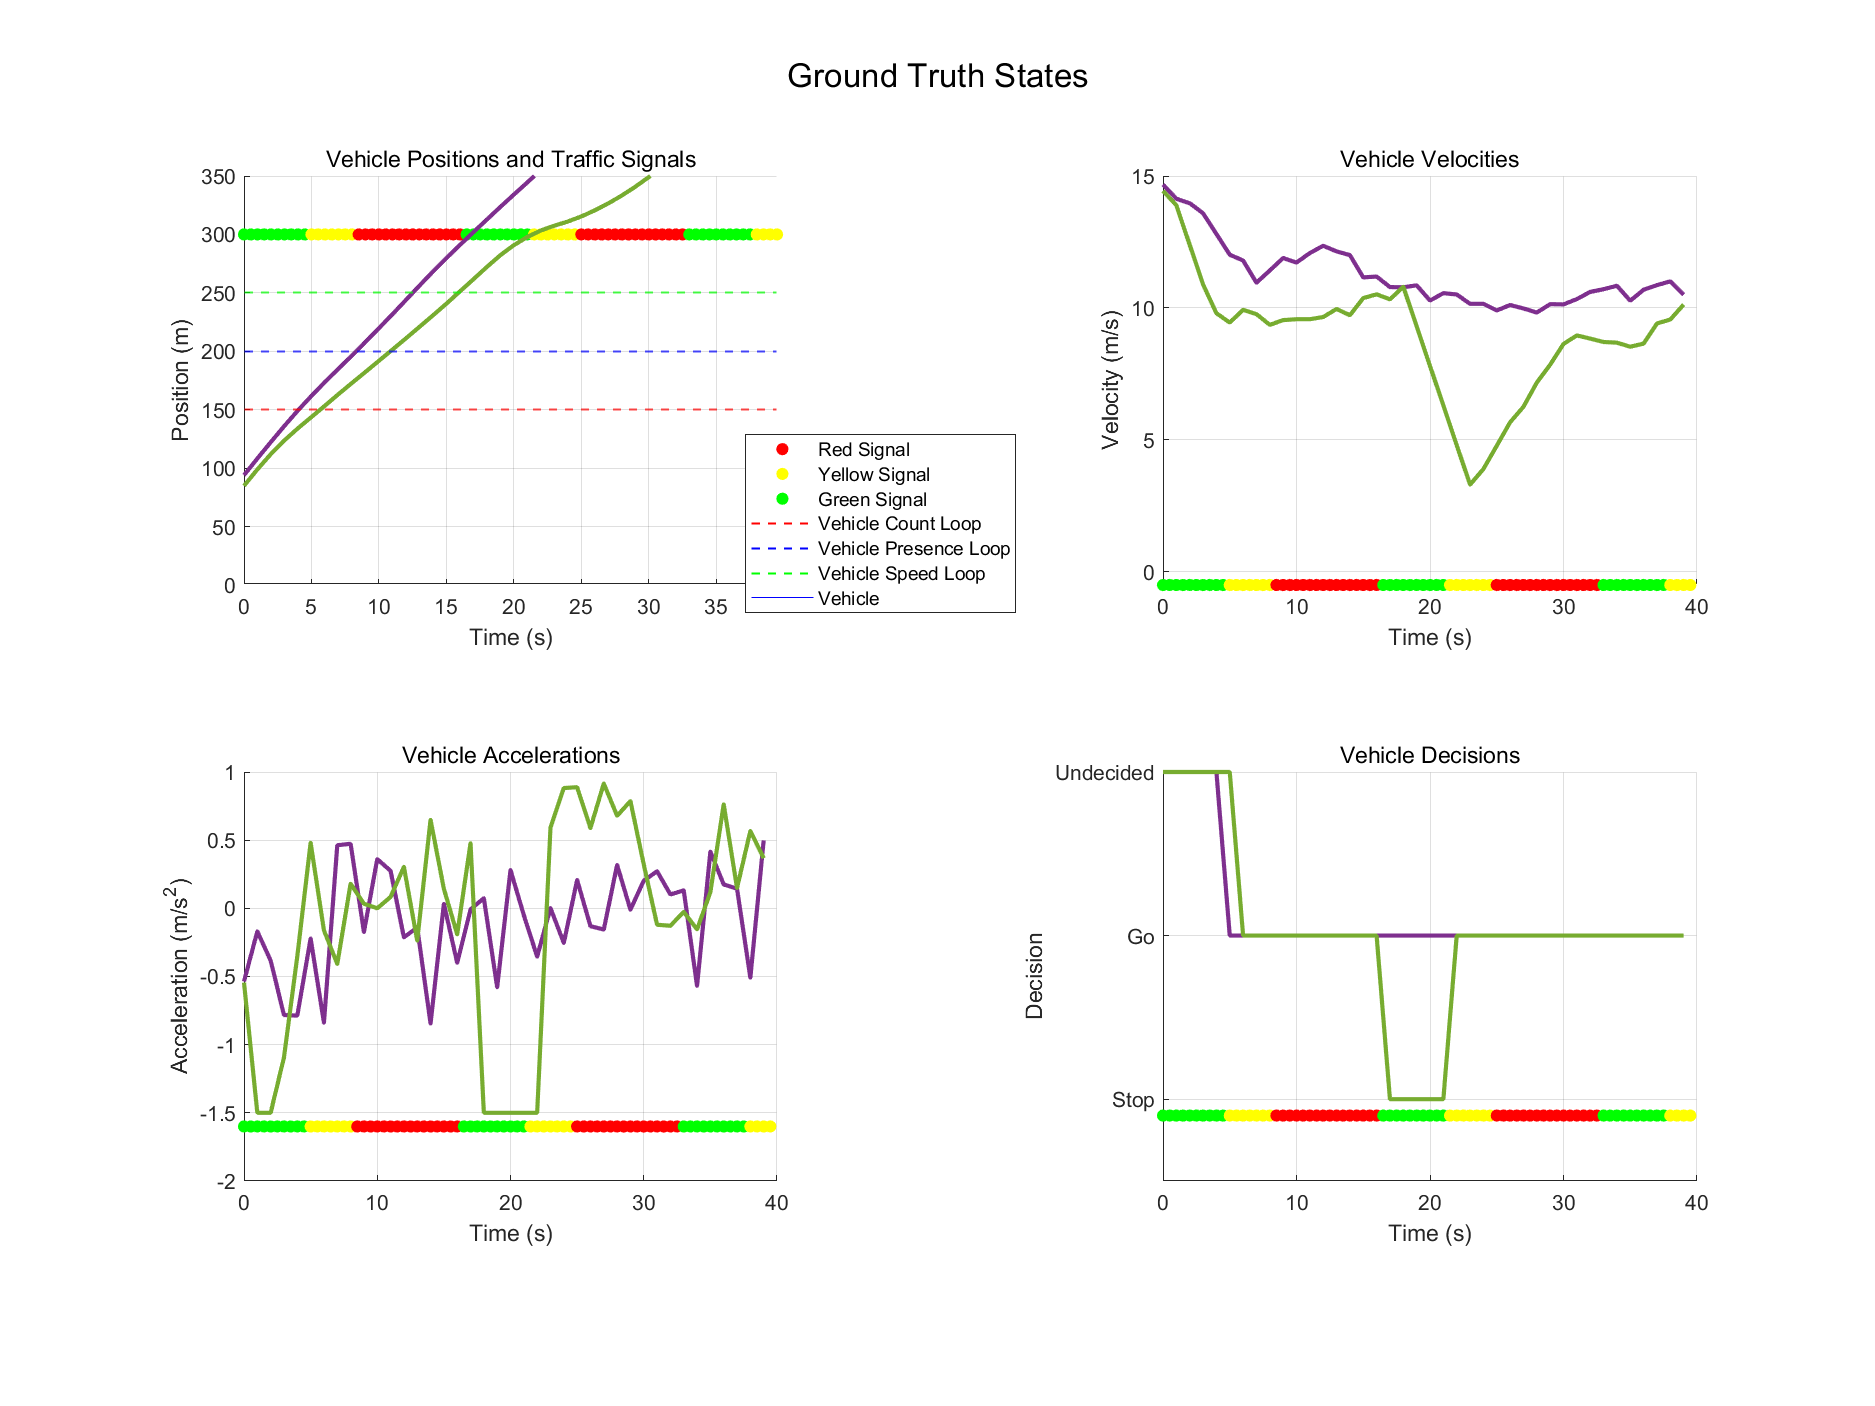 Ground Truth States
Vehicle Positions and Traffic Signals
350
300
250
200
150
100
50
0
Position (m)
0 5 10 15 20 25 30 35
Time (s)
Red Signal
Yellow Signal
Green Signal
Vehicle Count Loop
Vehicle Presence Loop
Vehicle Speed Loop
Vehicle
Vehicle Velocities
15
10
5
0
Velocity (m/s)
0 10 20 30 40
Time (s)
Vehicle Accelerations
1
0.5
0
-0.5
-1
-1.5
-2
Acceleration (m/s²)
0 10 20 30 40
Time (s)
Vehicle Decisions
Undecided
Go
Stop
Decision
0 10 20 30 40
Time (s)